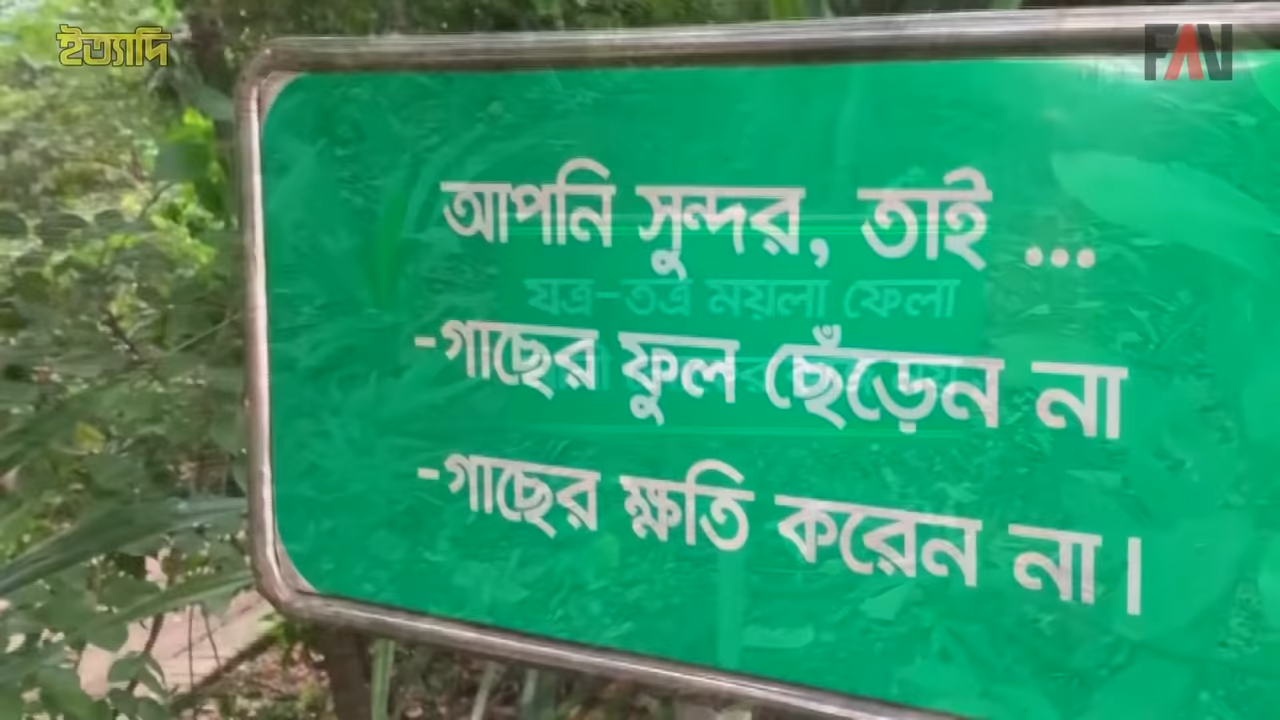 ইত্যাদি
FAN
আপনি সুন্দর, তাই ...
যত্র-তত্র ময়লা ফেলা
-গাছের ফুল ছেঁড়েন না
-গাছের ক্ষতি করেন না।